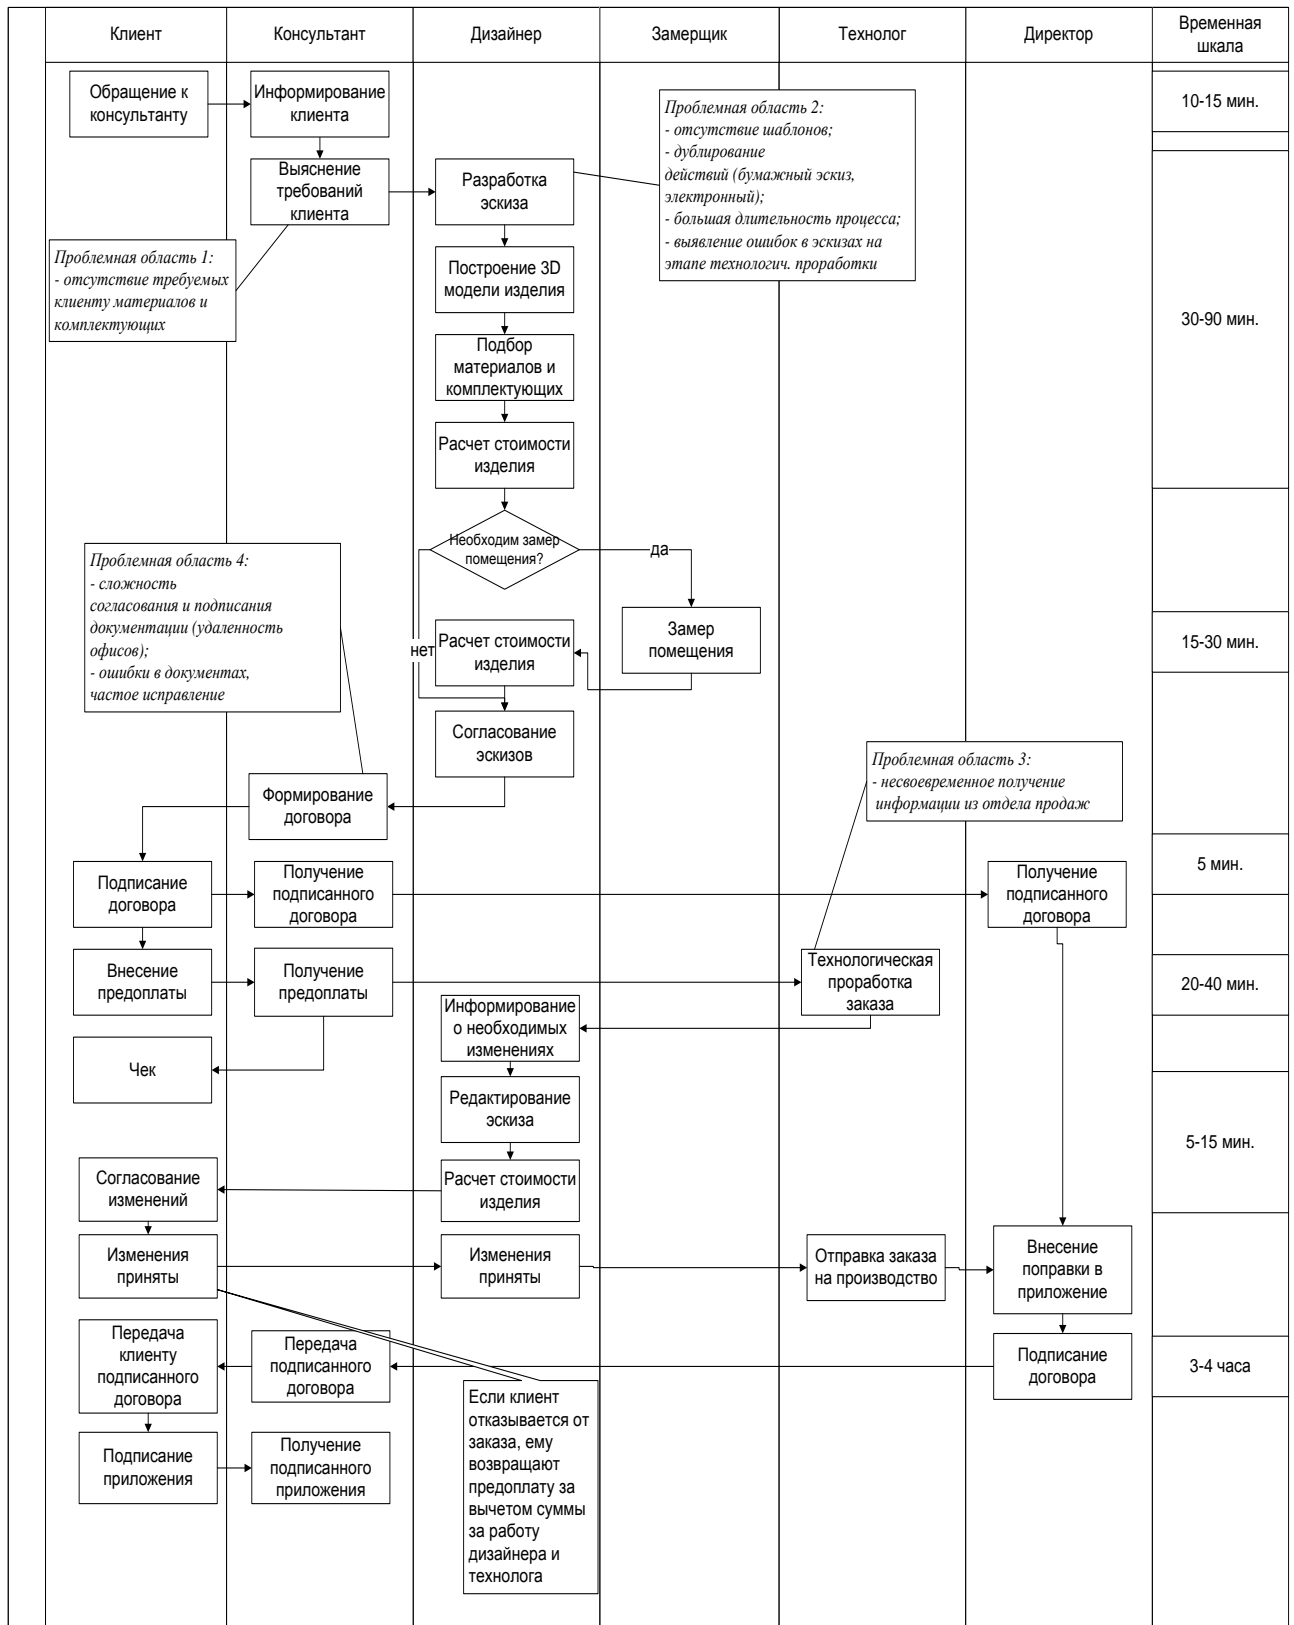 Клиент
Консультант
Дизайнер
Замерщик
Технолог
Директор
Временная
шкала
Обращение к
консультанту
Информирование
клиента
Проблемная область 2:
- отсутствие шаблонов;
- дублирование
действий (бумажный эскиз,
электронный);
- большая длительность процесса;
- выявление ошибок в эскизах на
этапе технологич. проработки
10-15 мин.
Выяснение
требований
клиента
Разработка
эскиза
Проблемная область 1:
- отсутствие требуемых
клиенту материалов и
комплектующих
Построение 3D
модели изделия
30-90 мин.
Подбор
материалов и
комплектующих
Расчет стоимости
изделия
Необходим замер
помещения?
да
нет
Проблемная область 4:
- сложность
согласования и подписания
документации (удаленность
офисов);
- ошибки в документах,
частое исправление
Расчет стоимости
изделия
Замер
помещения
15-30 мин.
Согласование
эскизов
Проблемная область 3:
- несвоевременное получение
информации из отдела продаж
Формирование
договора
Подписание
договора
Получение
подписанного
договора
Получение
подписанного
договора
5 мин.
Внесение
предоплаты
Получение
предоплаты
Технологическая
проработка
заказа
20-40 мин.
Информирование
о необходимых
изменениях
Чек
Редактирование
эскиза
5-15 мин.
Согласование
изменений
Расчет стоимости
изделия
Изменения
приняты
Изменения
приняты
Отправка заказа
на производство
Внесение
поправки в
приложение
Передача
клиенту
подписанного
договора
Передача
подписанного
договора
Подписание
договора
3-4 часа
Если клиент
отказывается от
заказа, ему
возвращают
предоплату за
вычетом суммы
за работу
дизайнера и
технолога
Подписание
приложения
Получение
подписанного
приложения